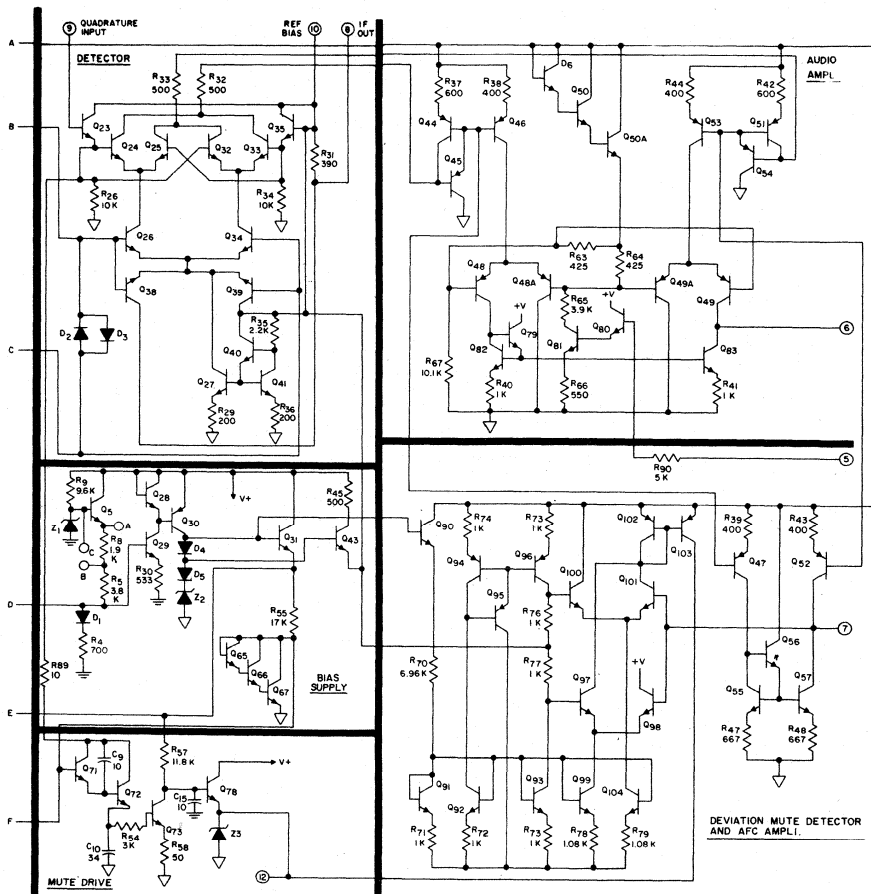 A
B
C
D
E
F
9
QUADRATURE
INPUT
REF
BIAS
10
8
IF
OUT
DETECTOR
R33
500
R32
500
Q23
Q24
Q25
Q32
Q33
Q35
R31
390
R26
10K
R34
10K
Q26
Q34
Q38
Q39
D2
D3
R35
2.2K
Q40
Q27
Q41
R29
200
R36
200
AUDIO
AMPL
R37
600
R38
400
D6
Q50
R44
400
R42
600
Q44
Q46
Q50A
Q53
Q51
Q45
Q54
R63
425
R64
425
Q48
Q48A
Q49A
Q49
+V
R65
3.9K
+V
Q80
Q79
Q81
Q82
Q83
R67
10.1K
R40
1K
R66
550
R41
1K
6
R90
5 K
5
R9
9.6K
Q5
Z1
A
C
B
R8
1.9
K
R5
3.8
K
D1
R4
700
Q28
Q30
Q29
R30
533
V+
D4
D5
Z2
Q31
R45
500
Q43
R55
17K
Q65
Q66
Q67
BIAS
SUPPLY
R89
10
Q71
C9
10
Q72
R57
11.8K
V+
Q78
C15
10
Q73
R54
3K
R58
50
Z3
C10
34
12
MUTE DRIVE
Q90
R74
1K
R73
1K
Q102
Q103
Q94
Q96
Q100
Q101
Q95
R76
1K
R77
1K
R70
6.96K
+V
Q97
Q98
Q91
Q92
Q93
Q99
Q104
R71
1K
R72
1K
R73
1K
R78
1.08K
R79
1.08K
R39
400
R43
400
Q47
Q52
7
Q56
Q55
Q57
R47
667
R48
667
DEVIATION MUTE DETECTOR
AND AFC AMPLI.